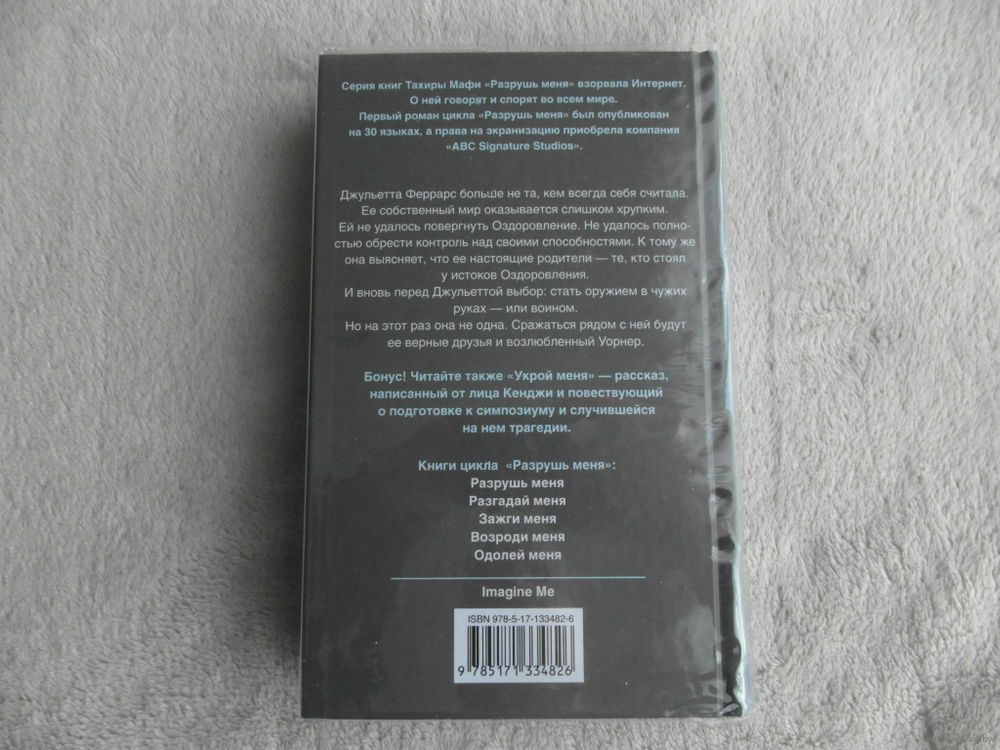 Серия книг Тахиры Мафи «Разрушь меня» взорвала Интернет.
О ней говорят и спорят во всем мире.
Первый роман цикла «Разрушь меня» был опубликован
на 30 языках, а права на экранизацию приобрела компания
«ABC Signature Studios».
Джульетта Феррарс больше не та, кем всегда себя считала.
Ее собственный мир оказывается слишком хрупким.
Ей не удалось повергнуть Оздоровление. Не удалось полно-
стью обрести контроль над своими способностями. К тому же
она выясняет, что ее настоящие родители — те, кто стоял
у истоков Оздоровления.
И вновь перед Джульеттой выбор: стать оружием в чужих
руках — или воином.
Но на этот раз она не одна. Сражаться рядом с ней будут
ее верные друзья и возлюбленный Уорнер.
Бонус! Читайте также «Укрой меня» — рассказ,
написанный от лица Кенджи и повествующий
о подготовке к симпозиуму и случившейся
на нем трагедии.
Книги цикла «Разрушь меня»:
Разрушь меня
Разгадай меня
Зажги меня
Возроди меня
Одолей меня
Imagine Me
ISBN 978-5-17-133482-6
9 785171 334826